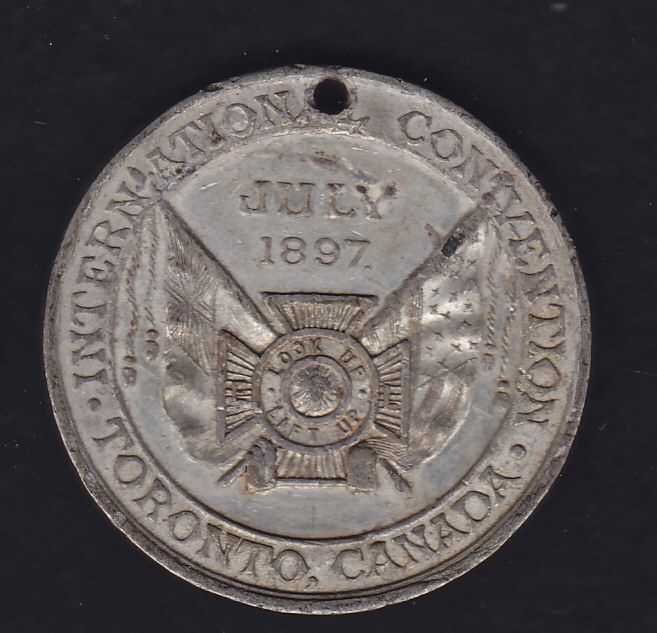 INTERNATIONAL CONVENTION
JULY
1897
LOOK UP
LIFT UP
TORONTO, CANADA